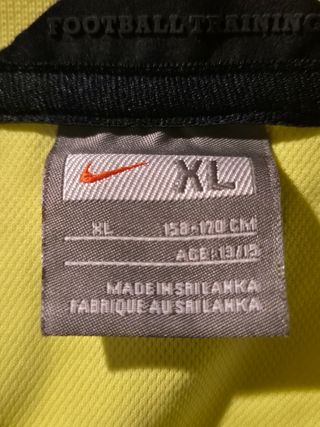 FOOTBALL TRAINING
XL
XL 158-170 CM
AGE: 13/15
MADE IN SRI LANKA
FABRIQUE AU SRI LANKA